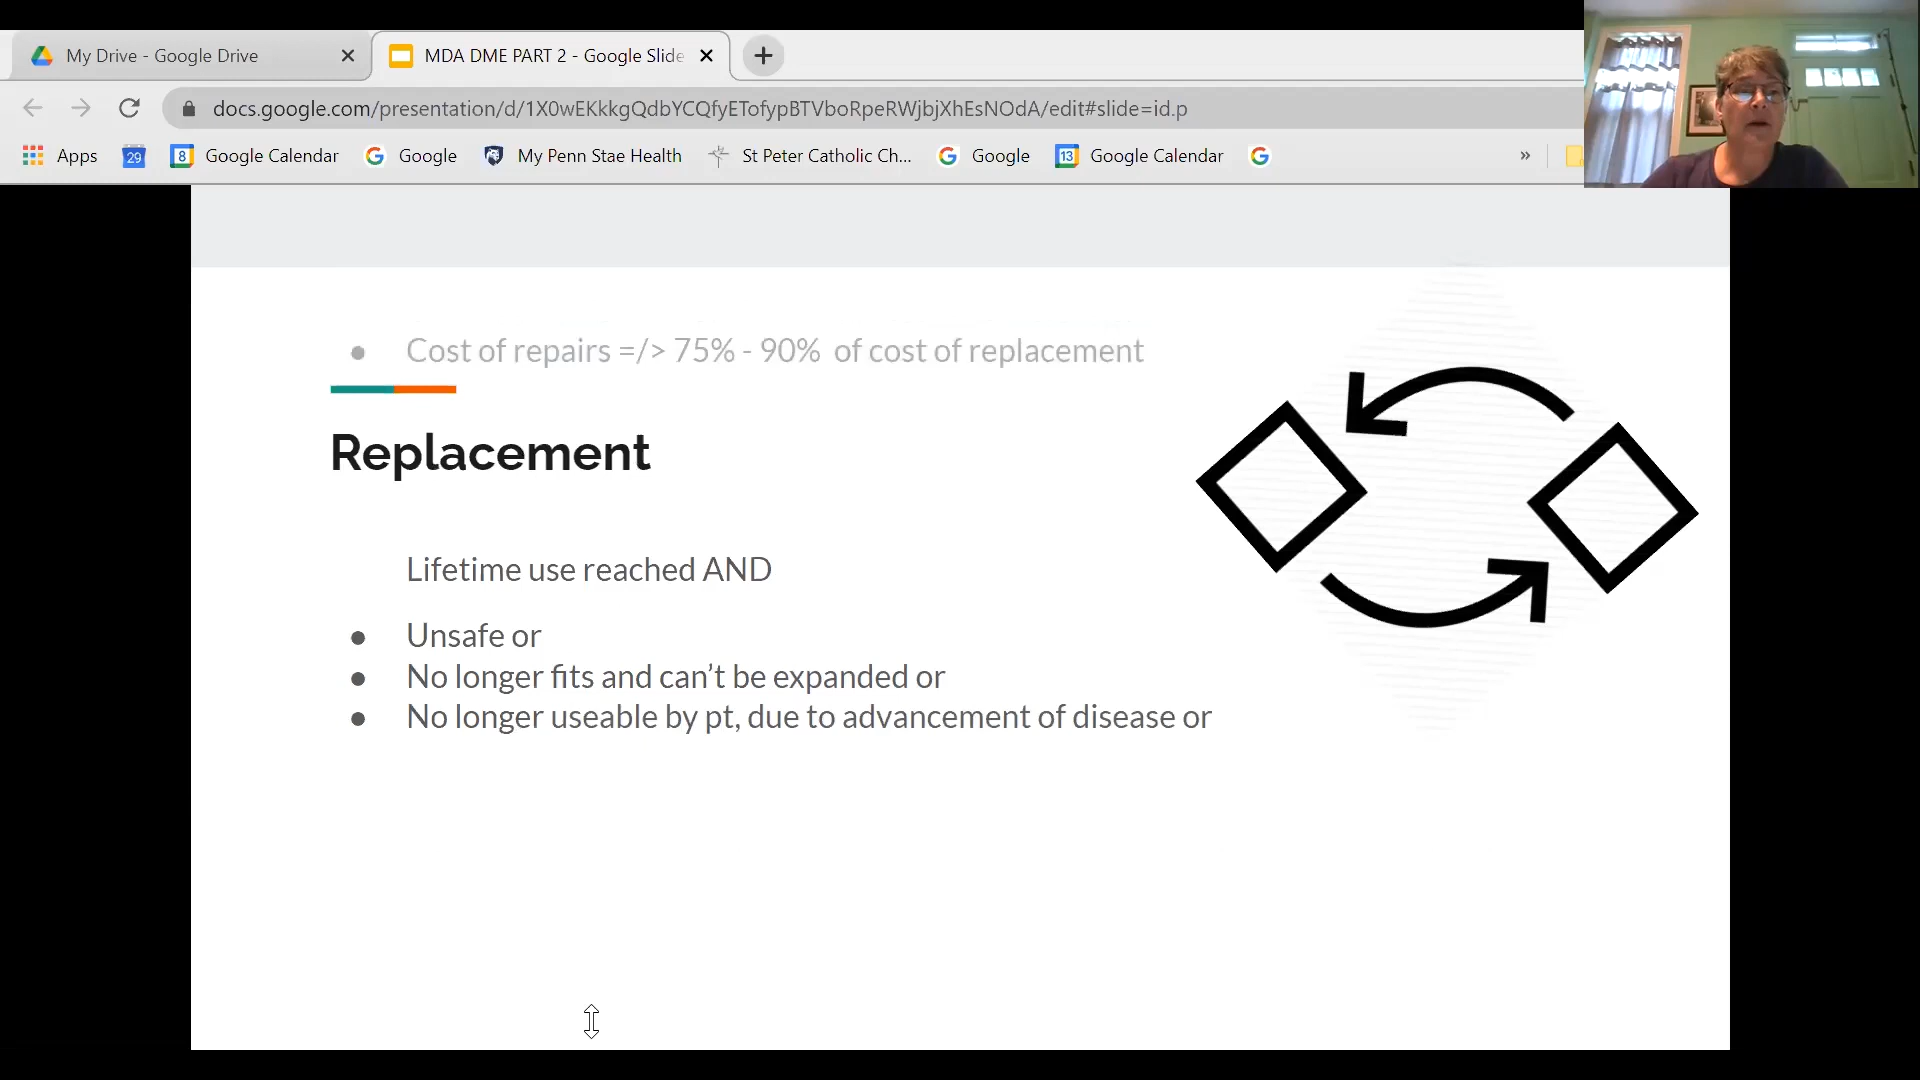 My Drive - Google Drive
MDA DME PART 2 - Google Slide
docs.google.com/presentation/d/1X0wEKkkgQdbYCQfyETofypBTVboRpeRWjbjXhEsNOdA/edit#slide=id.p
Apps 29 8 Google Calendar Google My Penn Stae Health St Peter Catholic Ch... Google 13 Google Calendar »
Cost of repairs =/> 75% - 90% of cost of replacement
Replacement
Lifetime use reached AND
Unsafe or
No longer fits and can’t be expanded or
No longer useable by pt, due to advancement of disease or